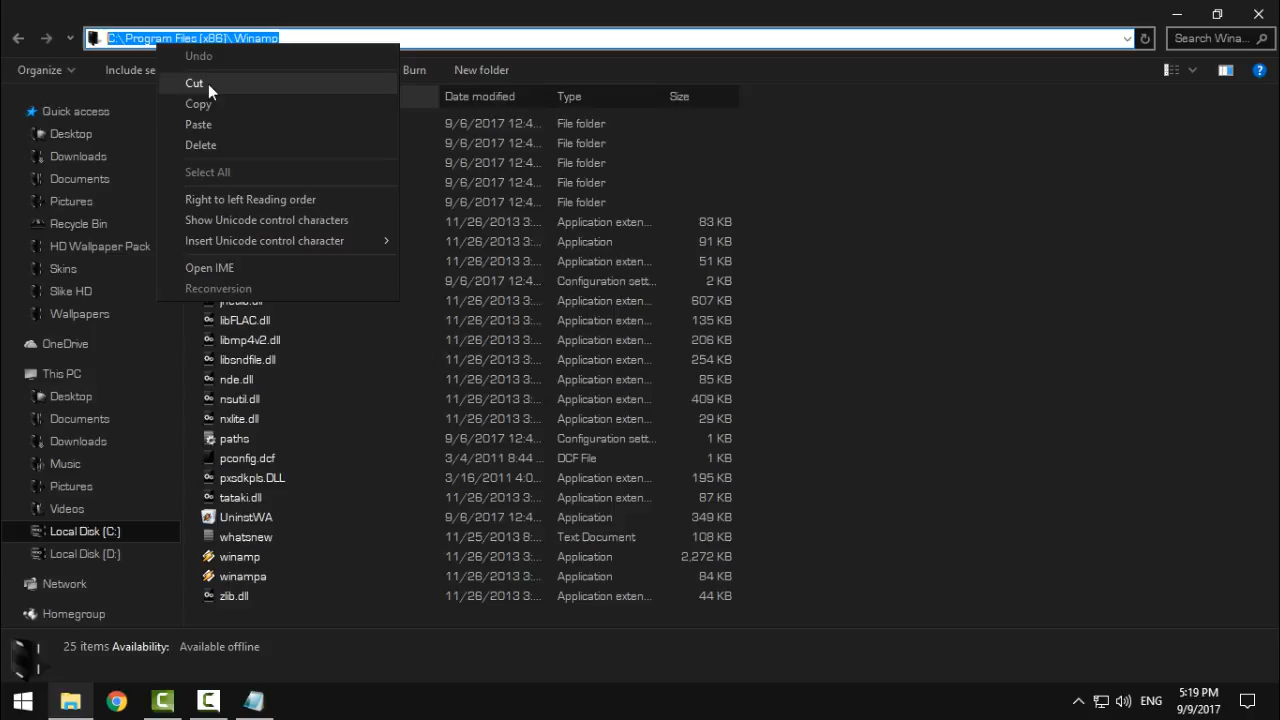 C:\Program Files (x86)\Winamp
Search Wina...
Organize
Include se
Burn
New folder
Undo
Cut
Copy
Paste
Delete
Select All
Right to left Reading order
Show Unicode control characters
Insert Unicode control character
Open IME
Reconversion
Quick access
Desktop
Downloads
Documents
Pictures
Recycle Bin
HD Wallpaper Pack
Skins
Slike HD
Wallpapers
OneDrive
This PC
Desktop
Documents
Downloads
Music
Pictures
Videos
Local Disk (C:)
Local Disk (D:)
Network
Homegroup
Date modified Type Size
9/6/2017 12:4... File folder
9/6/2017 12:4... File folder
9/6/2017 12:4... File folder
9/6/2017 12:4... File folder
9/6/2017 12:4... File folder
11/26/2013 3:... Application exten... 83 KB
11/26/2013 3:... Application 91 KB
11/26/2013 3:... Application exten... 51 KB
9/6/2017 12:4... Configuration sett... 2 KB
11/26/2013 3:... Application exten... 607 KB
libFLAC.dll 11/26/2013 3:... Application exten... 135 KB
libmp4v2.dll 11/26/2013 3:... Application exten... 206 KB
libsndfile.dll 11/26/2013 3:... Application exten... 254 KB
nde.dll 11/26/2013 3:... Application exten... 85 KB
nsutil.dll 11/26/2013 3:... Application exten... 409 KB
nxlite.dll 11/26/2013 3:... Application exten... 29 KB
paths 9/6/2017 12:4... Configuration sett... 1 KB
pconfig.dcf 3/4/2011 8:44 ... DCF File 1 KB
pxsdkpls.DLL 3/16/2011 4:0... Application exten... 195 KB
tataki.dll 11/26/2013 3:... Application exten... 87 KB
UninstWA 9/6/2017 12:4... Application 349 KB
whatsnew 11/25/2013 8:... Text Document 108 KB
winamp 11/26/2013 3:... Application 2,272 KB
winampa 11/26/2013 3:... Application 84 KB
zlib.dll 11/26/2013 3:... Application exten... 44 KB
25 items Availability: Available offline
ENG
5:19 PM
9/9/2017